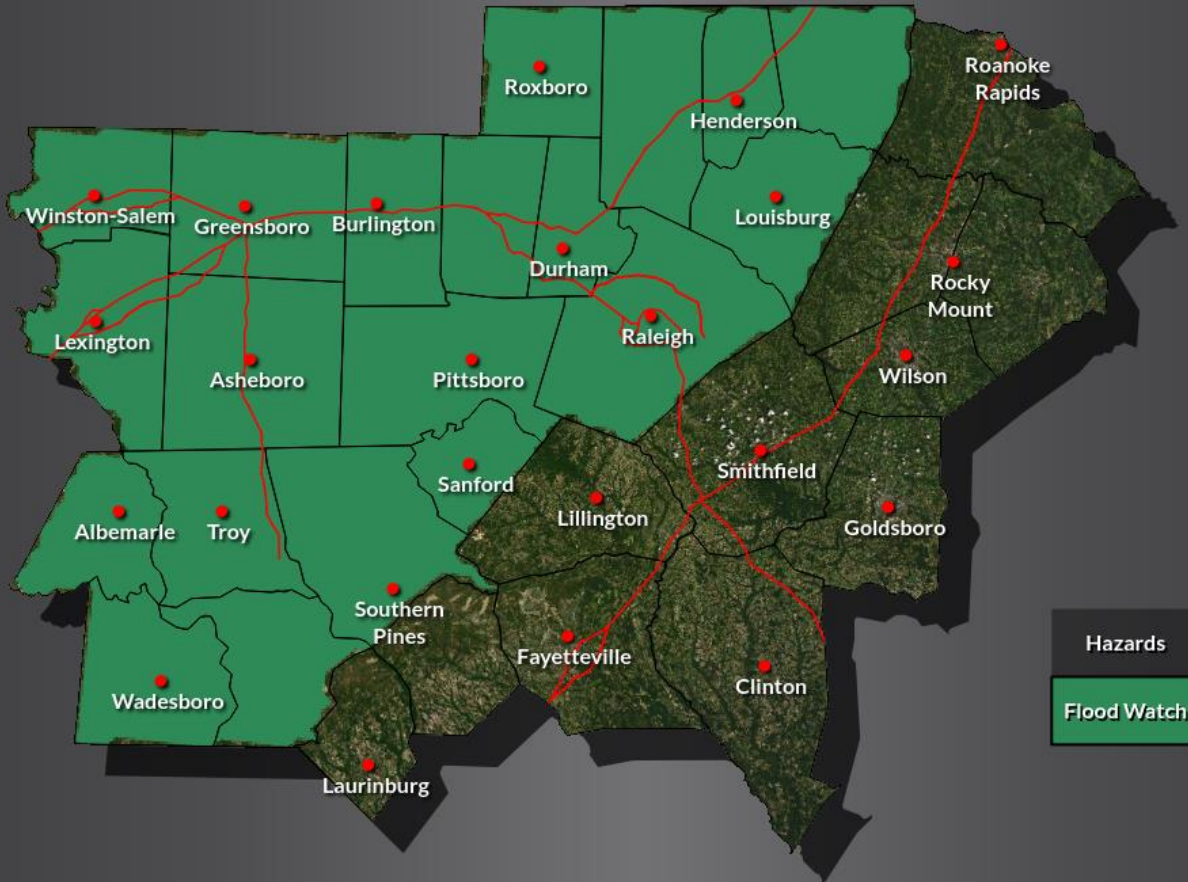 Roanoke
Rapids
Roxboro
Henderson
Winston-Salem
Greensboro
Burlington
Louisburg
Durham
Rocky
Mount
Lexington
Raleigh
Asheboro
Pittsboro
Wilson
Smithfield
Sanford
Albemarle
Troy
Lillington
Goldsboro
Southern
Pines
Hazards
Fayetteville
Clinton
Wadesboro
Flood Watch
Laurinburg